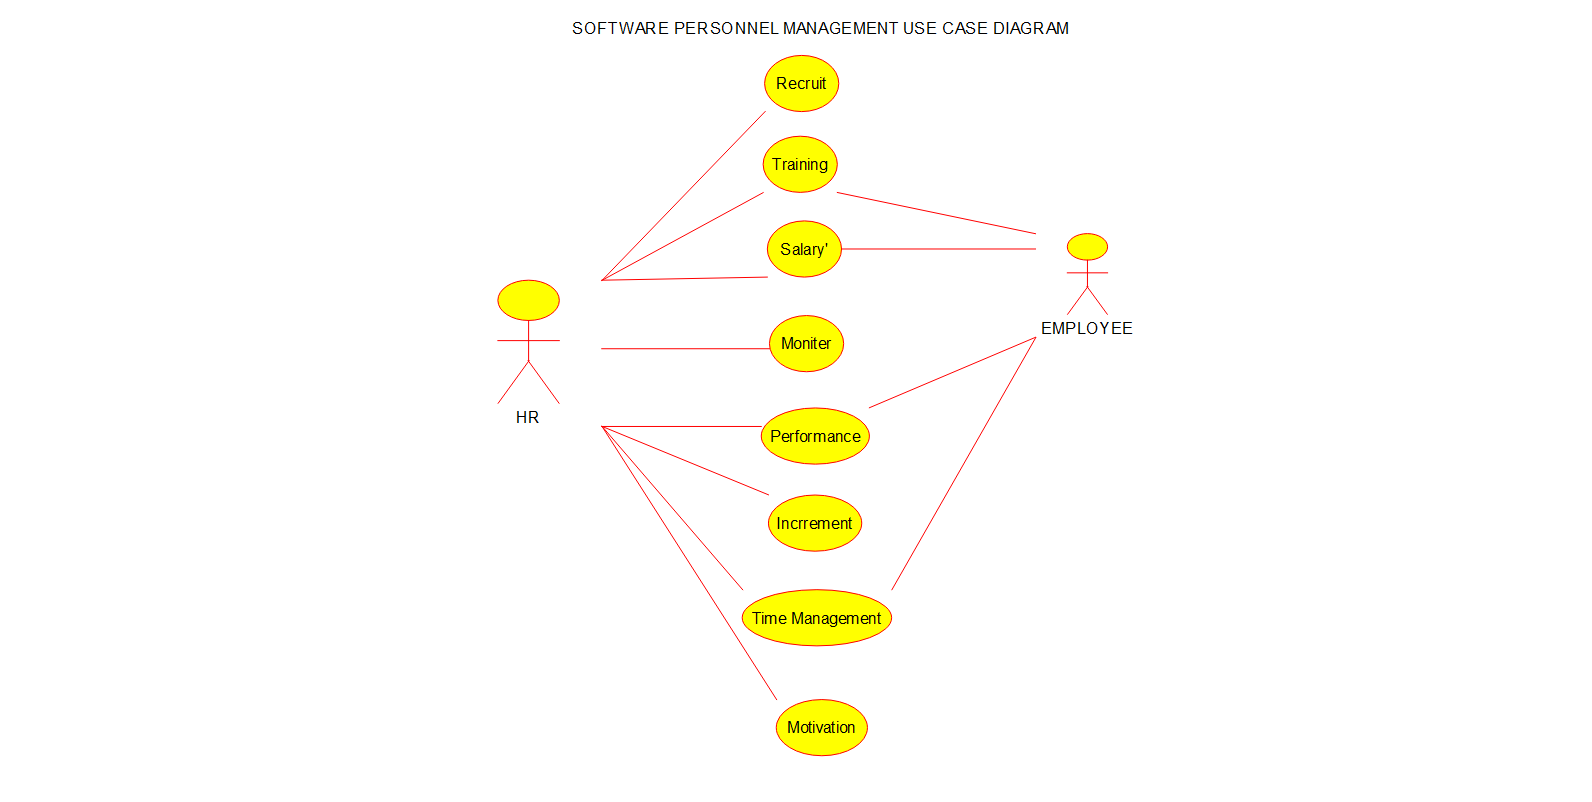 SOFTWARE PERSONNEL MANAGEMENT USE CASE DIAGRAM
Recruit
Training
Salary'
EMPLOYEE
Moniter
HR
Performance
Incrrement
Time Management
Motivation